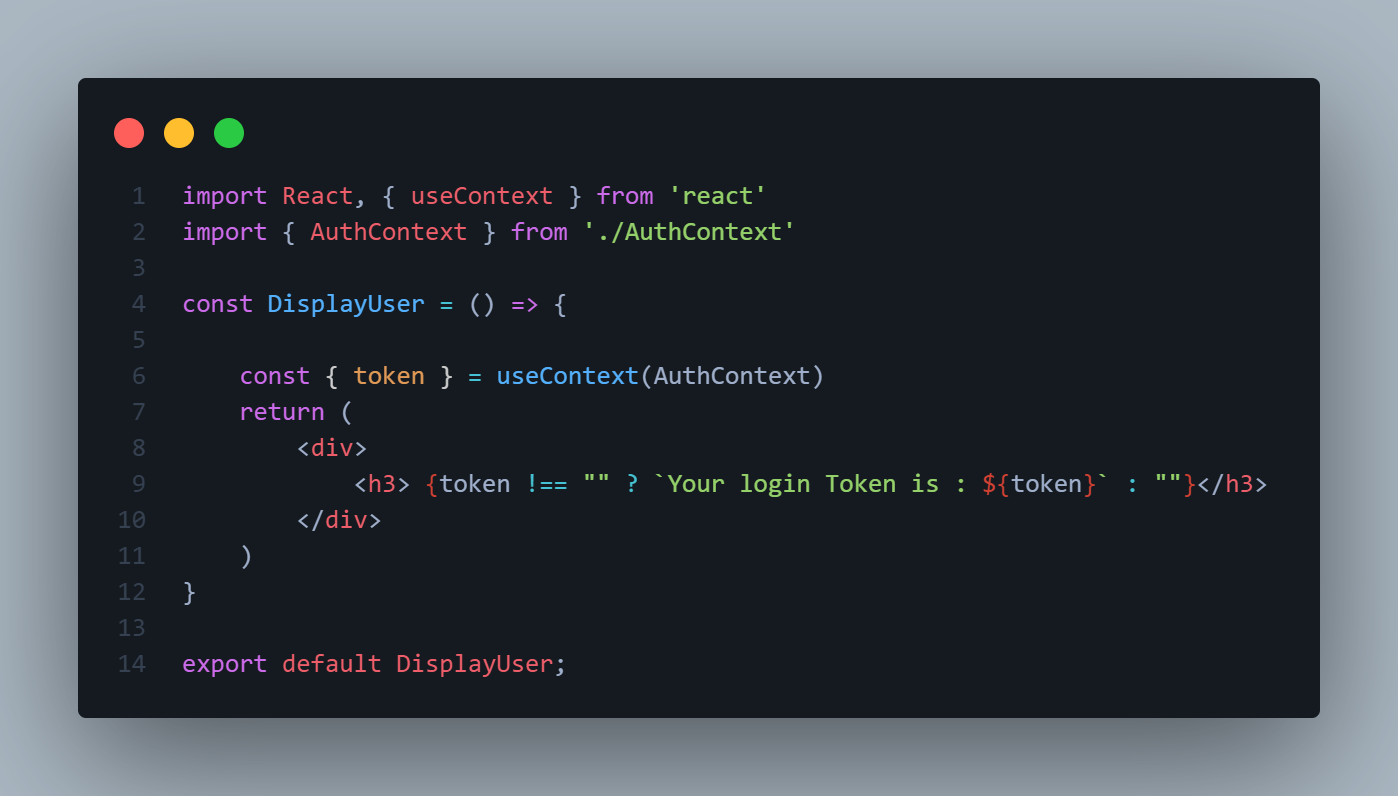 1 import React, { useContext } from 'react'
2 import { AuthContext } from './AuthContext'
3
4 const DisplayUser = () => {
5
6     const { token } = useContext(AuthContext)
7     return (
8         <div>
9             <h3> {token !== "" ? `Your login Token is : ${token}` : ""}</h3>
10         </div>
11     )
12 }
13
14 export default DisplayUser;